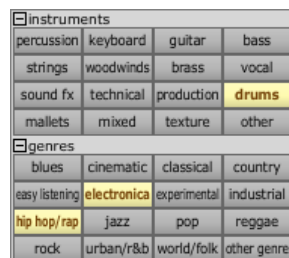 instruments
percussion keyboard guitar bass
strings woodwinds brass vocal
sound fx technical production drums
mallets mixed texture other
genres
blues cinematic classical country
easy listening electronica experimental industrial
hip hop/rap jazz pop reggae
rock urban/r&b world/folk other genre